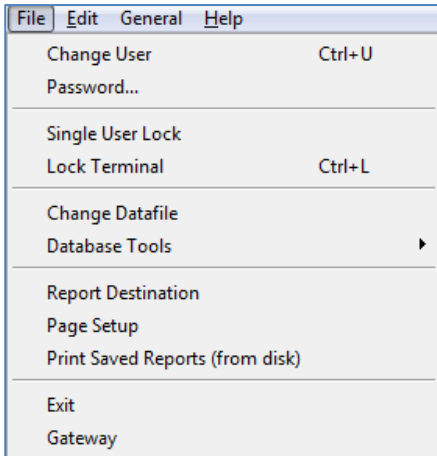 File Edit General Help
Change User Ctrl+U
Password...
Single User Lock
Lock Terminal Ctrl+L
Change Datafile
Database Tools
Report Destination
Page Setup
Print Saved Reports (from disk)
Exit
Gateway